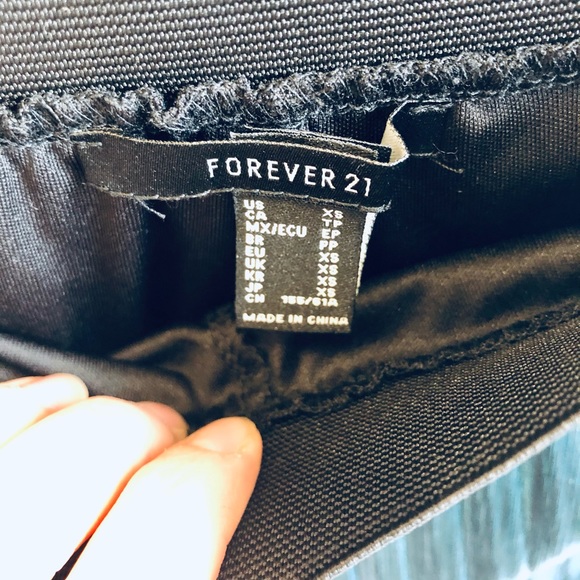 FOREVER 21
US XS
CA TP
MX/ECU EP
BR PP
EU XS
UK XS
KR XS
JP XS
CH 155/61A
MADE IN CHINA